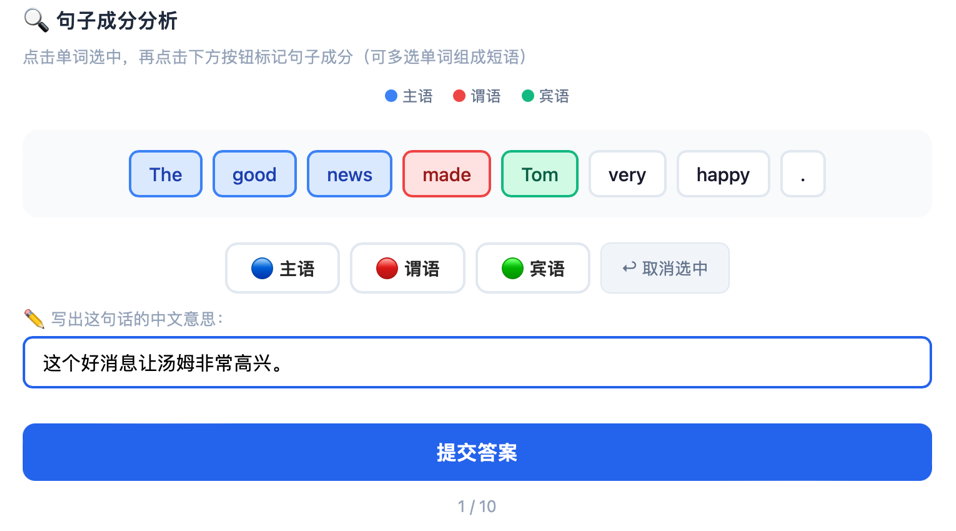 🔍 句子成分分析
点击单词选中，再点击下方按钮标记句子成分（可多选单词组成短语）
主语 谓语 宾语
The good news made Tom very happy .
主语 谓语 宾语 ↩ 取消选中
✏️ 写出这句话的中文意思：
这个好消息让汤姆非常高兴。
提交答案
1 / 10